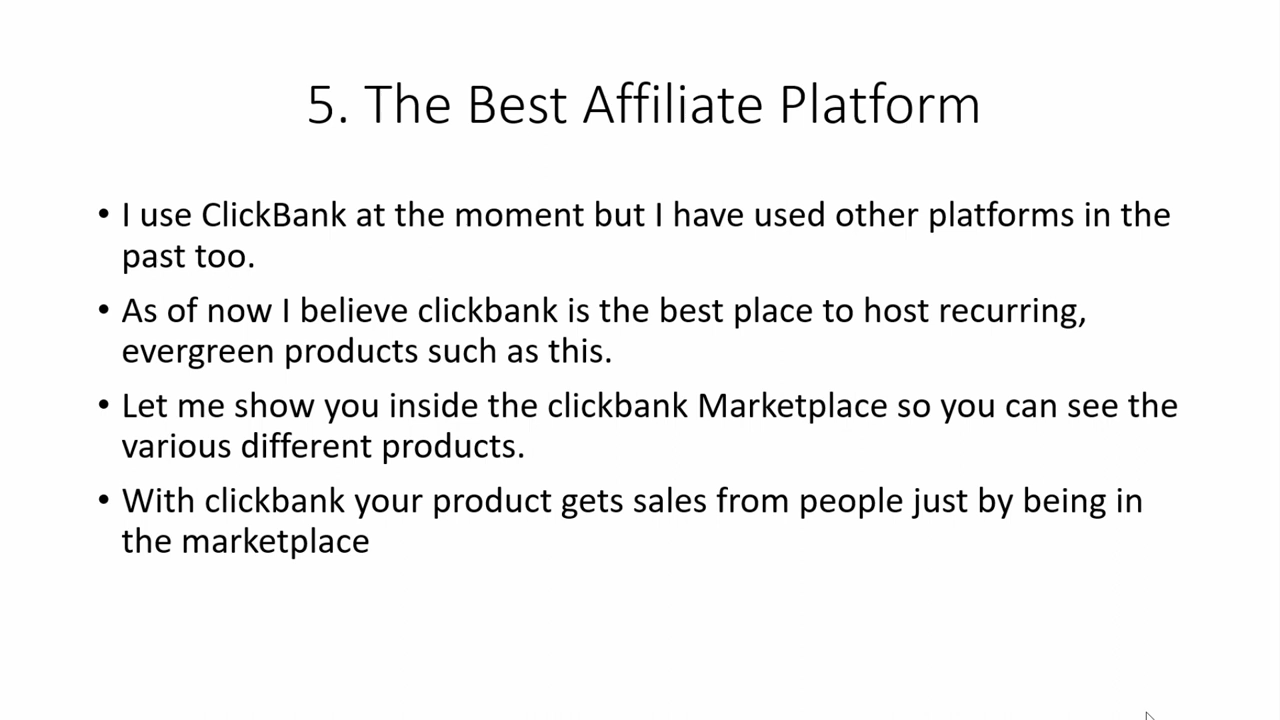 5. The Best Affiliate Platform
• I use ClickBank at the moment but I have used other platforms in the
past too.
• As of now I believe clickbank is the best place to host recurring,
evergreen products such as this.
• Let me show you inside the clickbank Marketplace so you can see the
various different products.
• With clickbank your product gets sales from people just by being in
the marketplace